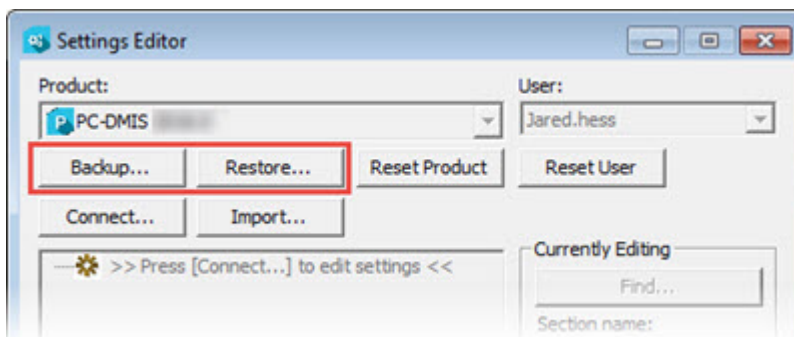 Settings Editor
Product: User:
PC-DMIS Jared.hess
Backup... Restore... Reset Product Reset User
Connect... Import...
>> Press [Connect...] to edit settings << Currently Editing
Find...
Section name: